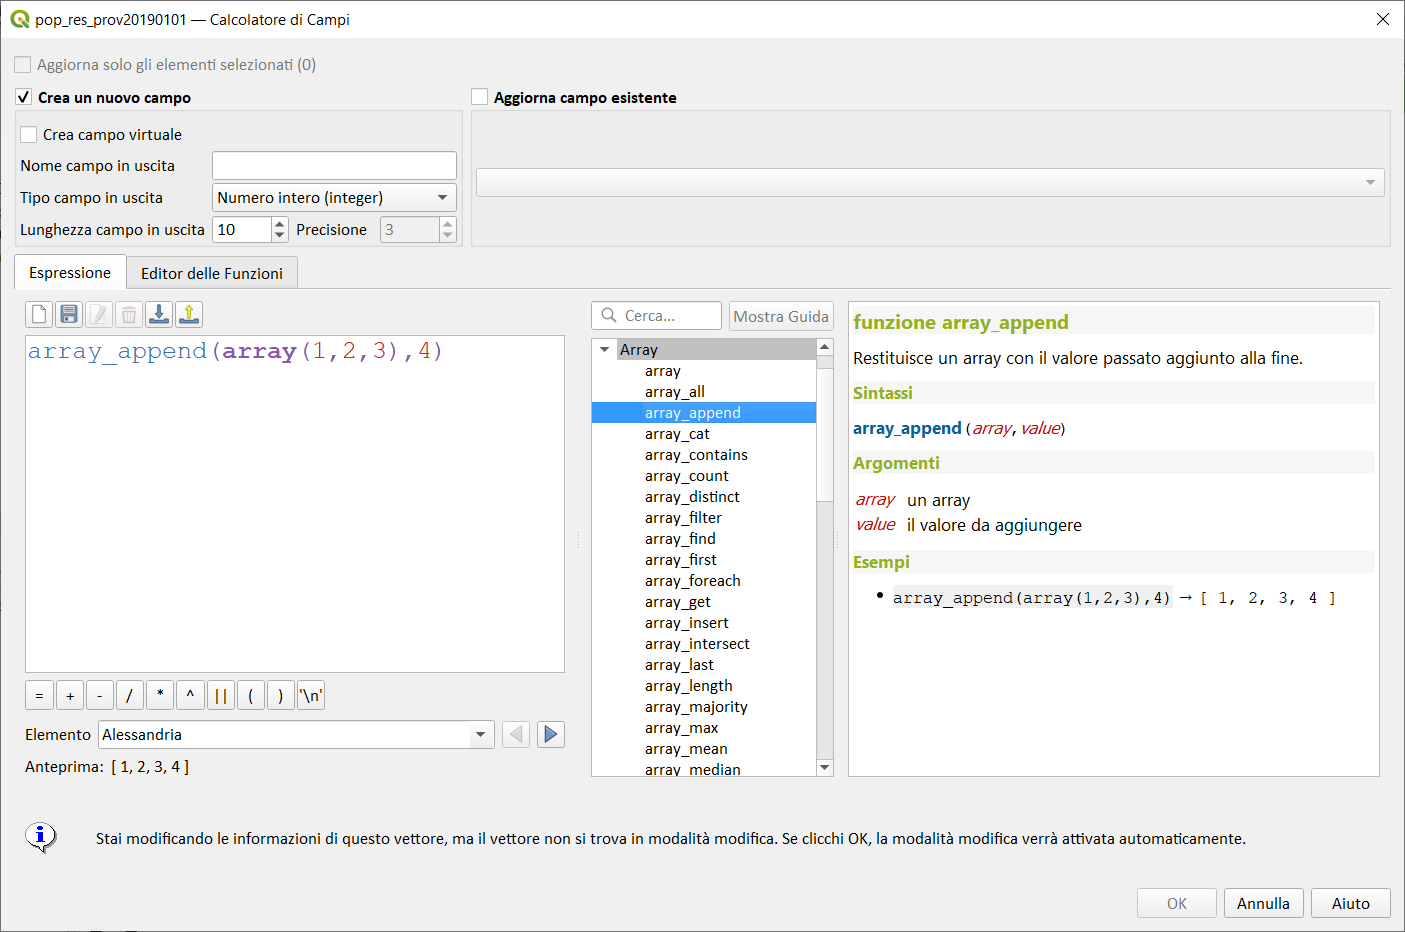 pop_res_prov20190101 — Calcolatore di Campi
Aggiorna solo gli elementi selezionati (0)
Crea un nuovo campo
Aggiorna campo esistente
Crea campo virtuale
Nome campo in uscita
Tipo campo in uscita Numero intero (integer)
Lunghezza campo in uscita 10 Precisione 3
Espressione Editor delle Funzioni
array_append(array(1,2,3),4)
= + - / * ^ || ( ) '\n'
Elemento Alessandria
Anteprima: [ 1, 2, 3, 4 ]
Cerca... Mostra Guida
Array
array
array_all
array_append
array_cat
array_contains
array_count
array_distinct
array_filter
array_find
array_first
array_foreach
array_get
array_insert
array_intersect
array_last
array_length
array_majority
array_max
array_mean
array_median
funzione array_append
Restituisce un array con il valore passato aggiunto alla fine.
Sintassi
array_append (array, value)
Argomenti
array un array
value il valore da aggiungere
Esempi
• array_append(array(1,2,3),4) → [ 1, 2, 3, 4 ]
Stai modificando le informazioni di questo vettore, ma il vettore non si trova in modalità modifica. Se clicchi OK, la modalità modifica verrà attivata automaticamente.
OK Annulla Aiuto